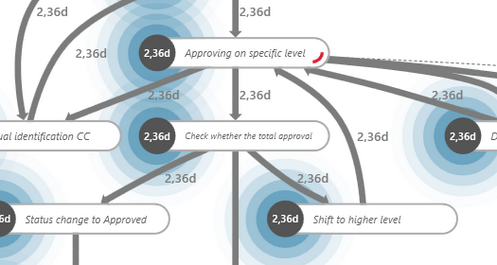 2,36d
2,36d
2,36d
2,36d Approving on specific level
2,36d
2,36d
2,36d
ual identification CC
2,36d Check whether the total approval
2,36d
2,36d D
2,36d
2,36d
6d Status change to Approved
2,36d Shift to higher level